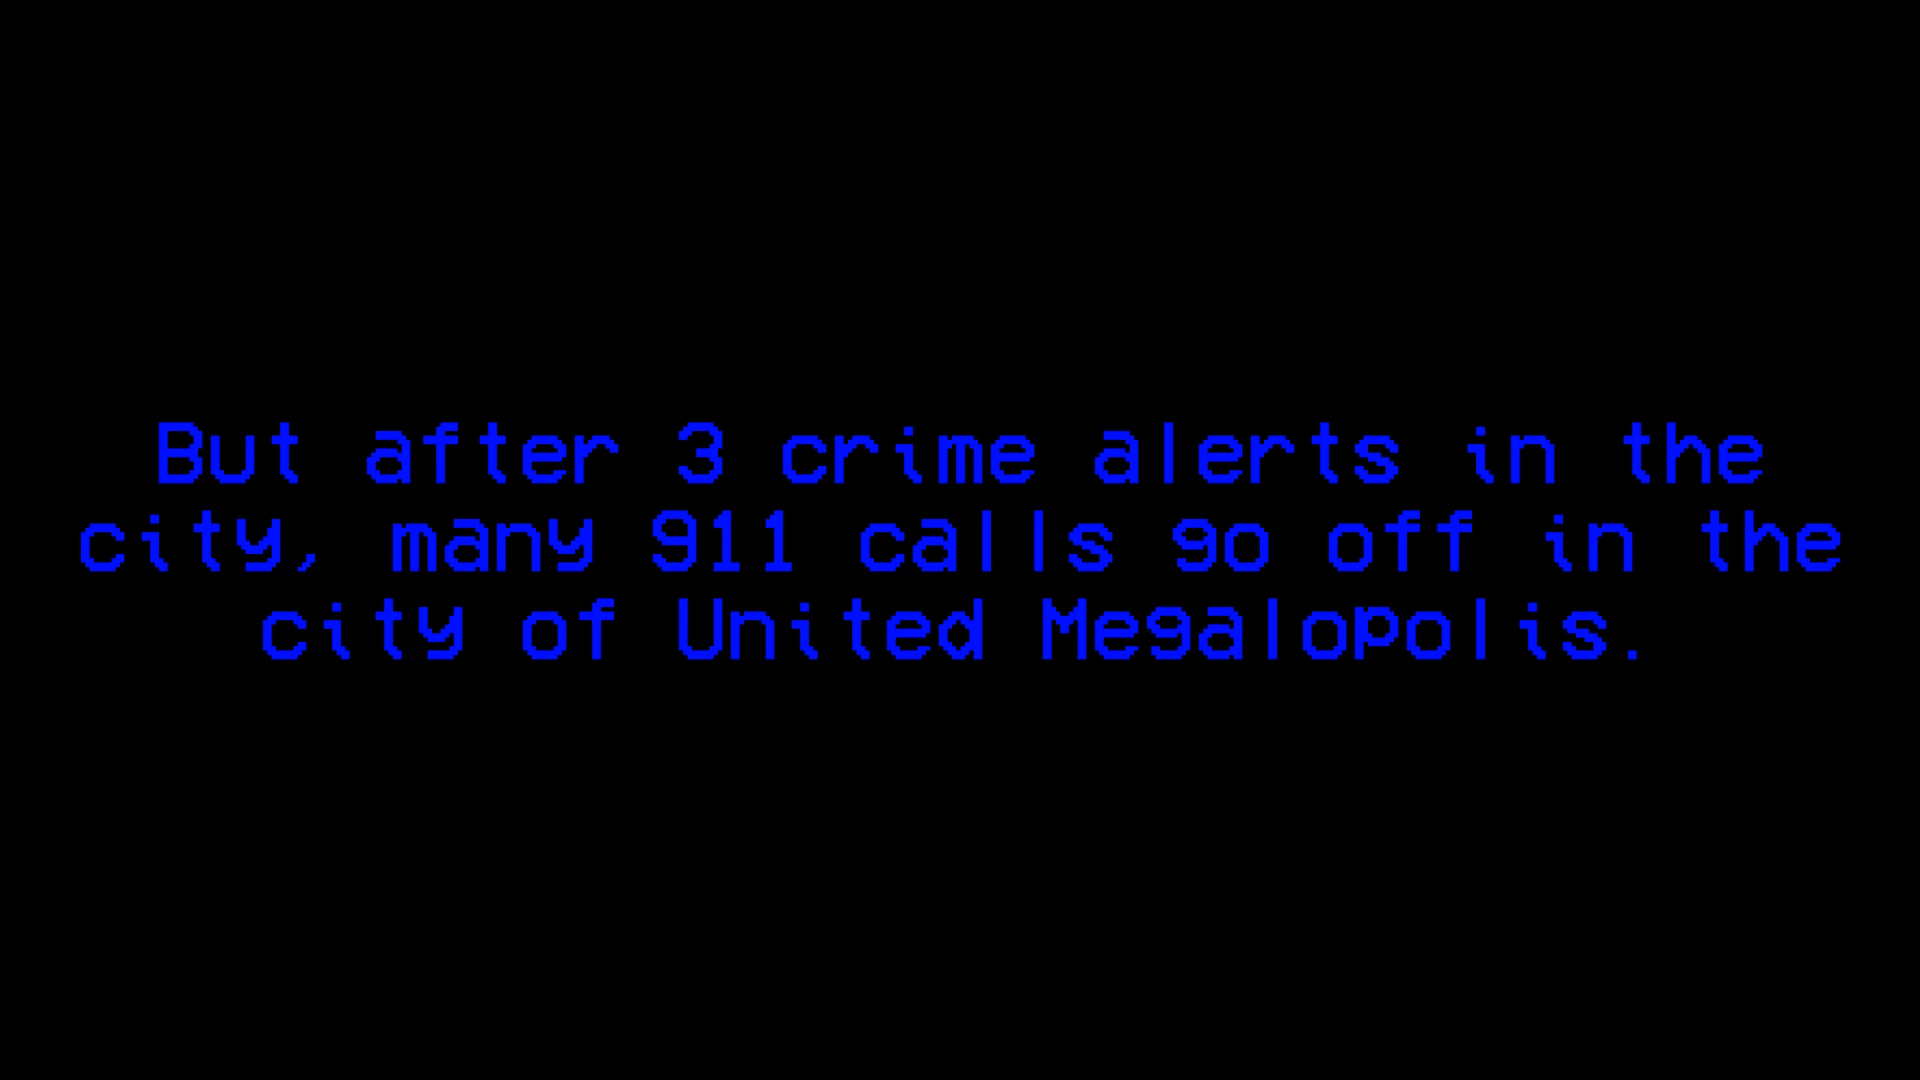 But after 3 crime alerts in the
city, many 911 calls go off in the
city of United Megalopolis.